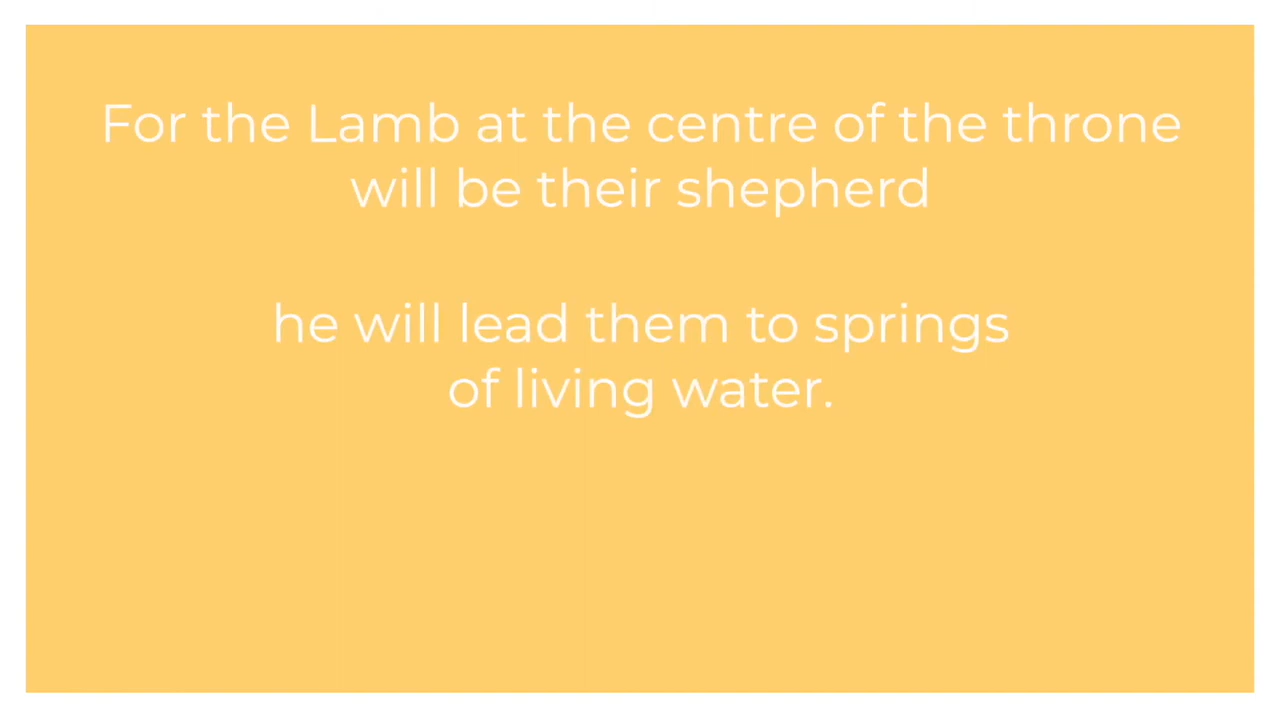 For the Lamb at the centre of the throne
will be their shepherd
he will lead them to springs
of living water.